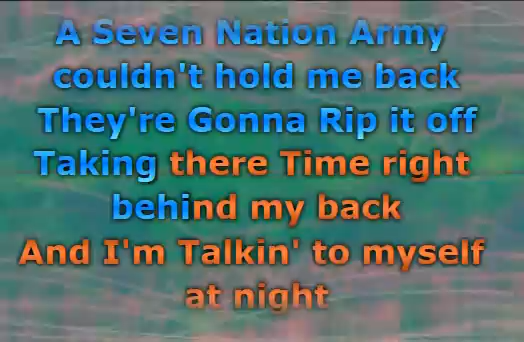 A Seven Nation Army
couldn't hold me back
They're Gonna Rip it off
Taking there Time right
behind my back
And I'm Talkin' to myself
at night